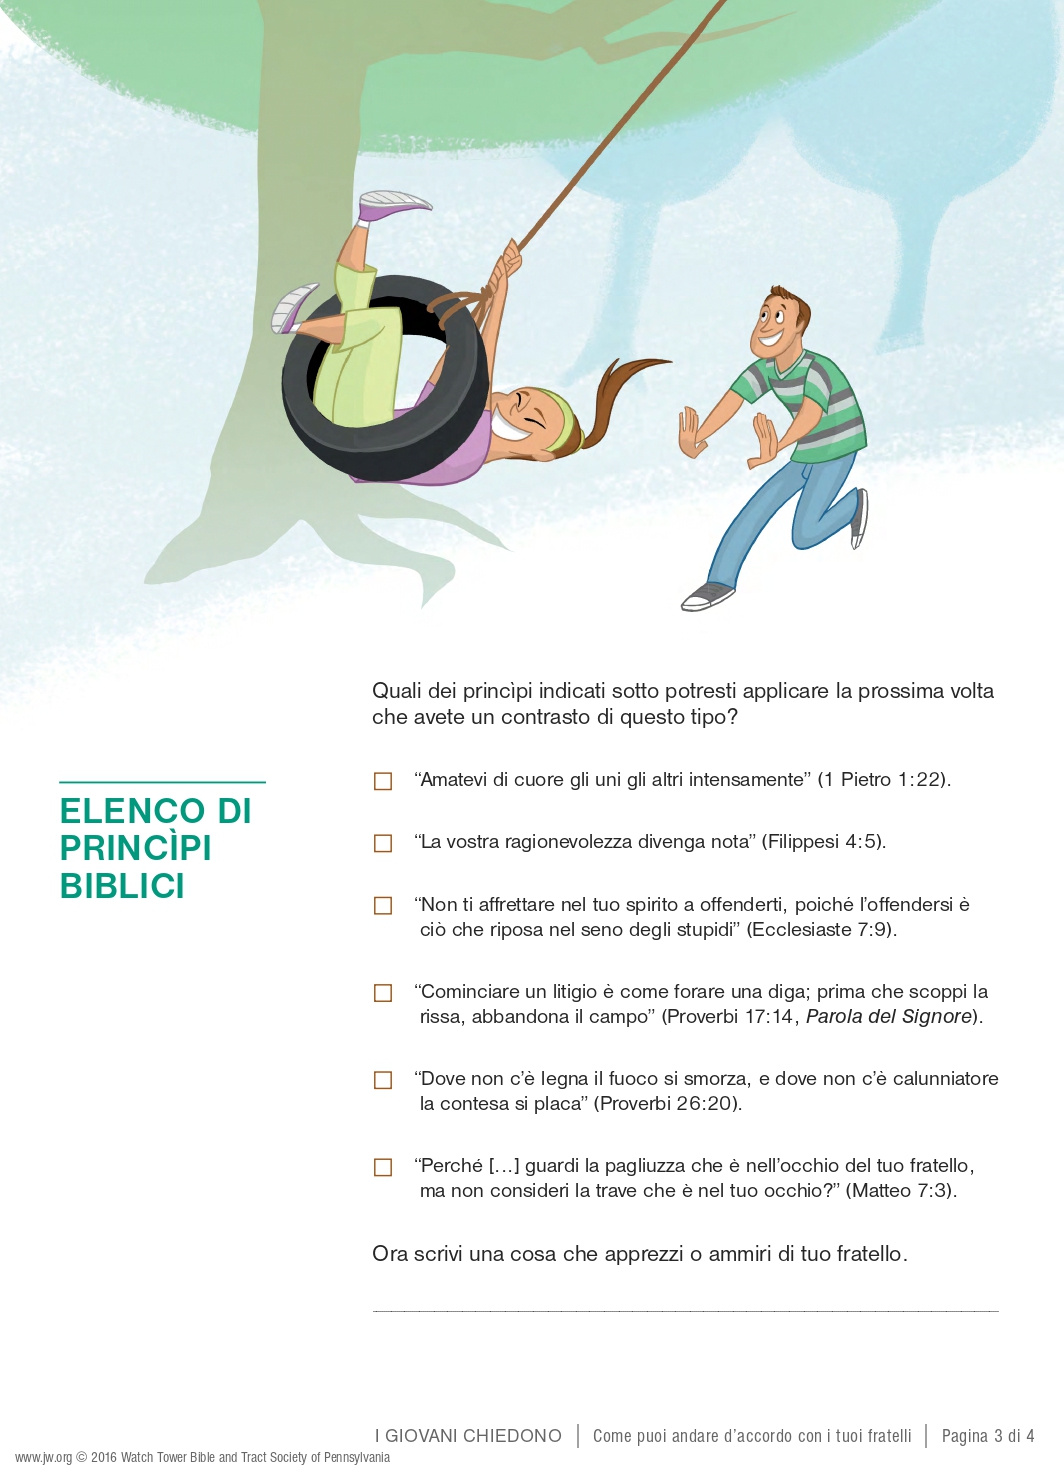 Quali dei princìpi indicati sotto potresti applicare la prossima volta
che avete un contrasto di questo tipo?
ELENCO DI
PRINCÌPI
BIBLICI
“Amatevi di cuore gli uni gli altri intensamente” (1 Pietro 1:22).
“La vostra ragionevolezza divenga nota” (Filippesi 4:5).
“Non ti affrettare nel tuo spirito a offenderti, poiché l’offendersi è
ciò che riposa nel seno degli stupidi” (Ecclesiaste 7:9).
“Cominciare un litigio è come forare una diga; prima che scoppi la
rissa, abbandona il campo” (Proverbi 17:14, Parola del Signore).
“Dove non c’è legna il fuoco si smorza, e dove non c’è calunniatore
la contesa si placa” (Proverbi 26:20).
“Perché [...] guardi la pagliuzza che è nell’occhio del tuo fratello,
ma non consideri la trave che è nel tuo occhio?” (Matteo 7:3).
Ora scrivi una cosa che apprezzi o ammiri di tuo fratello.
I GIOVANI CHIEDONO | Come puoi andare d’accordo con i tuoi fratelli | Pagina 3 di 4
www.jw.org © 2016 Watch Tower Bible and Tract Society of Pennsylvania